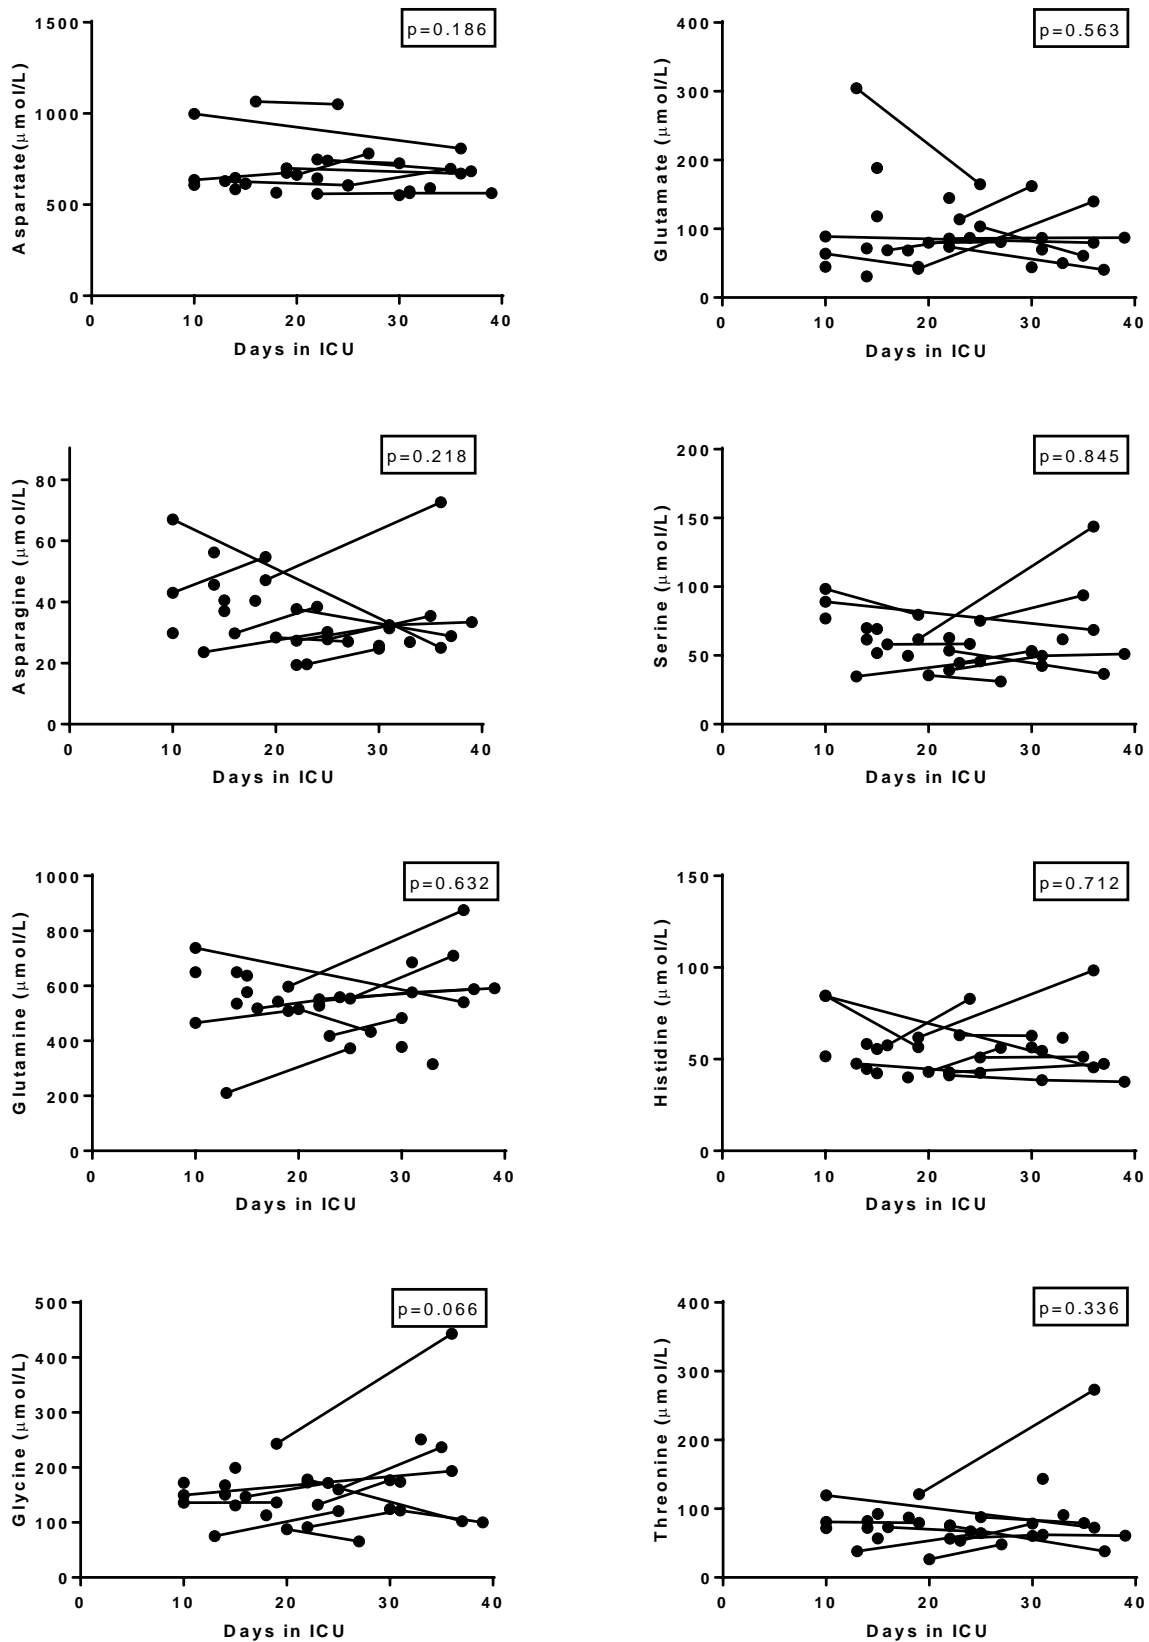 p=0.186
Aspartate(μmol/L)
1500
1000
500
0
0 10 20 30 40
Days in ICU
p=0.563
Glutamate (μmol/L)
400
300
200
100
0
0 10 20 30 40
Days in ICU
p=0.218
Asparagine (μmol/L)
80
60
40
20
0
0 10 20 30 40
Days in ICU
p=0.845
Serine (μmol/L)
200
150
100
50
0
0 10 20 30 40
Days in ICU
p=0.632
Glutamine (μmol/L)
1000
800
600
400
200
0
0 10 20 30 40
Days in ICU
p=0.712
Histidine (μmol/L)
150
100
50
0
0 10 20 30 40
Days in ICU
p=0.066
Glycine (μmol/L)
500
400
300
200
100
0
0 10 20 30 40
Days in ICU
p=0.336
Threonine (μmol/L)
400
300
200
100
0
0 10 20 30 40
Days in ICU